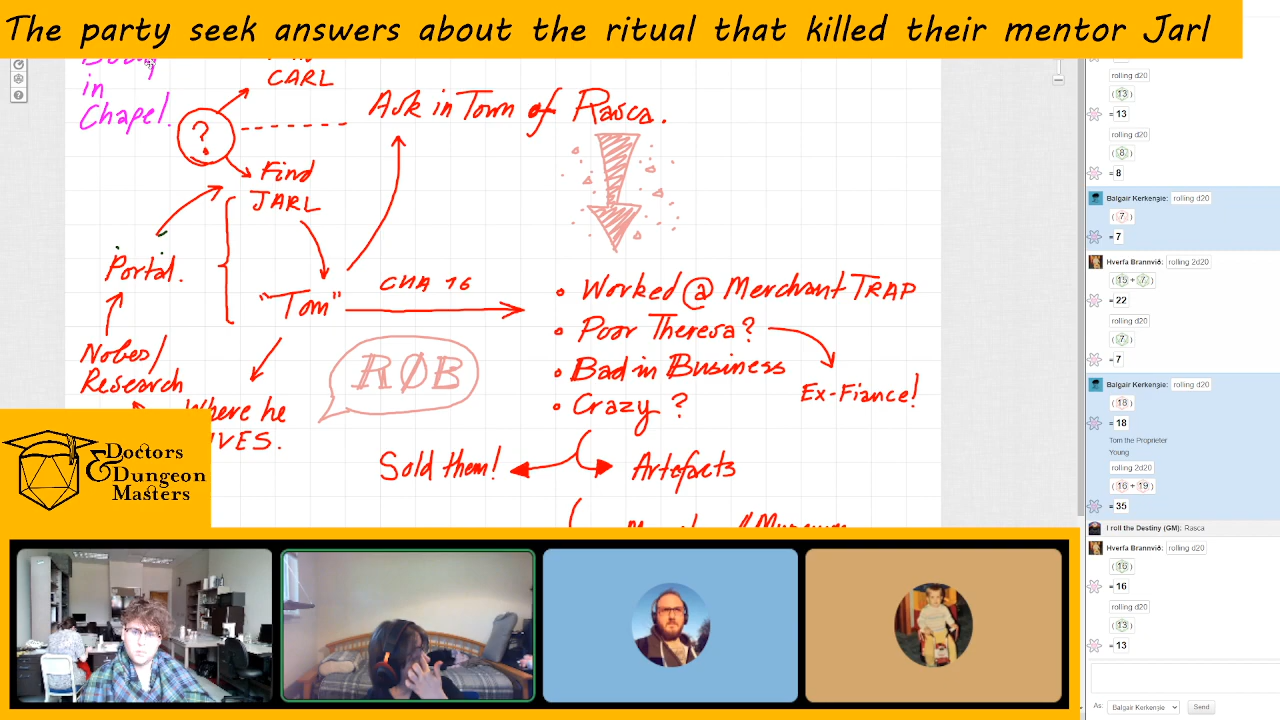 The party seek answers about the ritual that killed their mentor Jarl
in
Chapel.
CARL
?
Ask in Town of Rasca.
Find
JARL
Portal.
"Tom"
CHA 16
Notes/
Research
Where he
IVES.
RØB
• Worked @ Merchant TRAP
• Poor Theresa?
• Bad in Business
• Crazy ?
Ex-Fiance!
Sold them!
Artefacts
Doctors
& Dungeon
Masters
rolling d20
(13)
= 13
rolling d20
(8)
= 8
Balgair Kerkenzie: rolling d20
(7)
= 7
Hverfa Brannvið: rolling 2d20
(15 + 7)
= 22
rolling d20
(7)
= 7
Balgair Kerkenzie: rolling d20
(18)
= 18
Tom the Proprieter
Young
rolling 2d20
(16 + 19)
= 35
I roll the Destiny (GM): Rasca
Hverfa Brannvið: rolling d20
(16)
= 16
rolling d20
(13)
= 13
As: Balgair Kerkenzie
Send